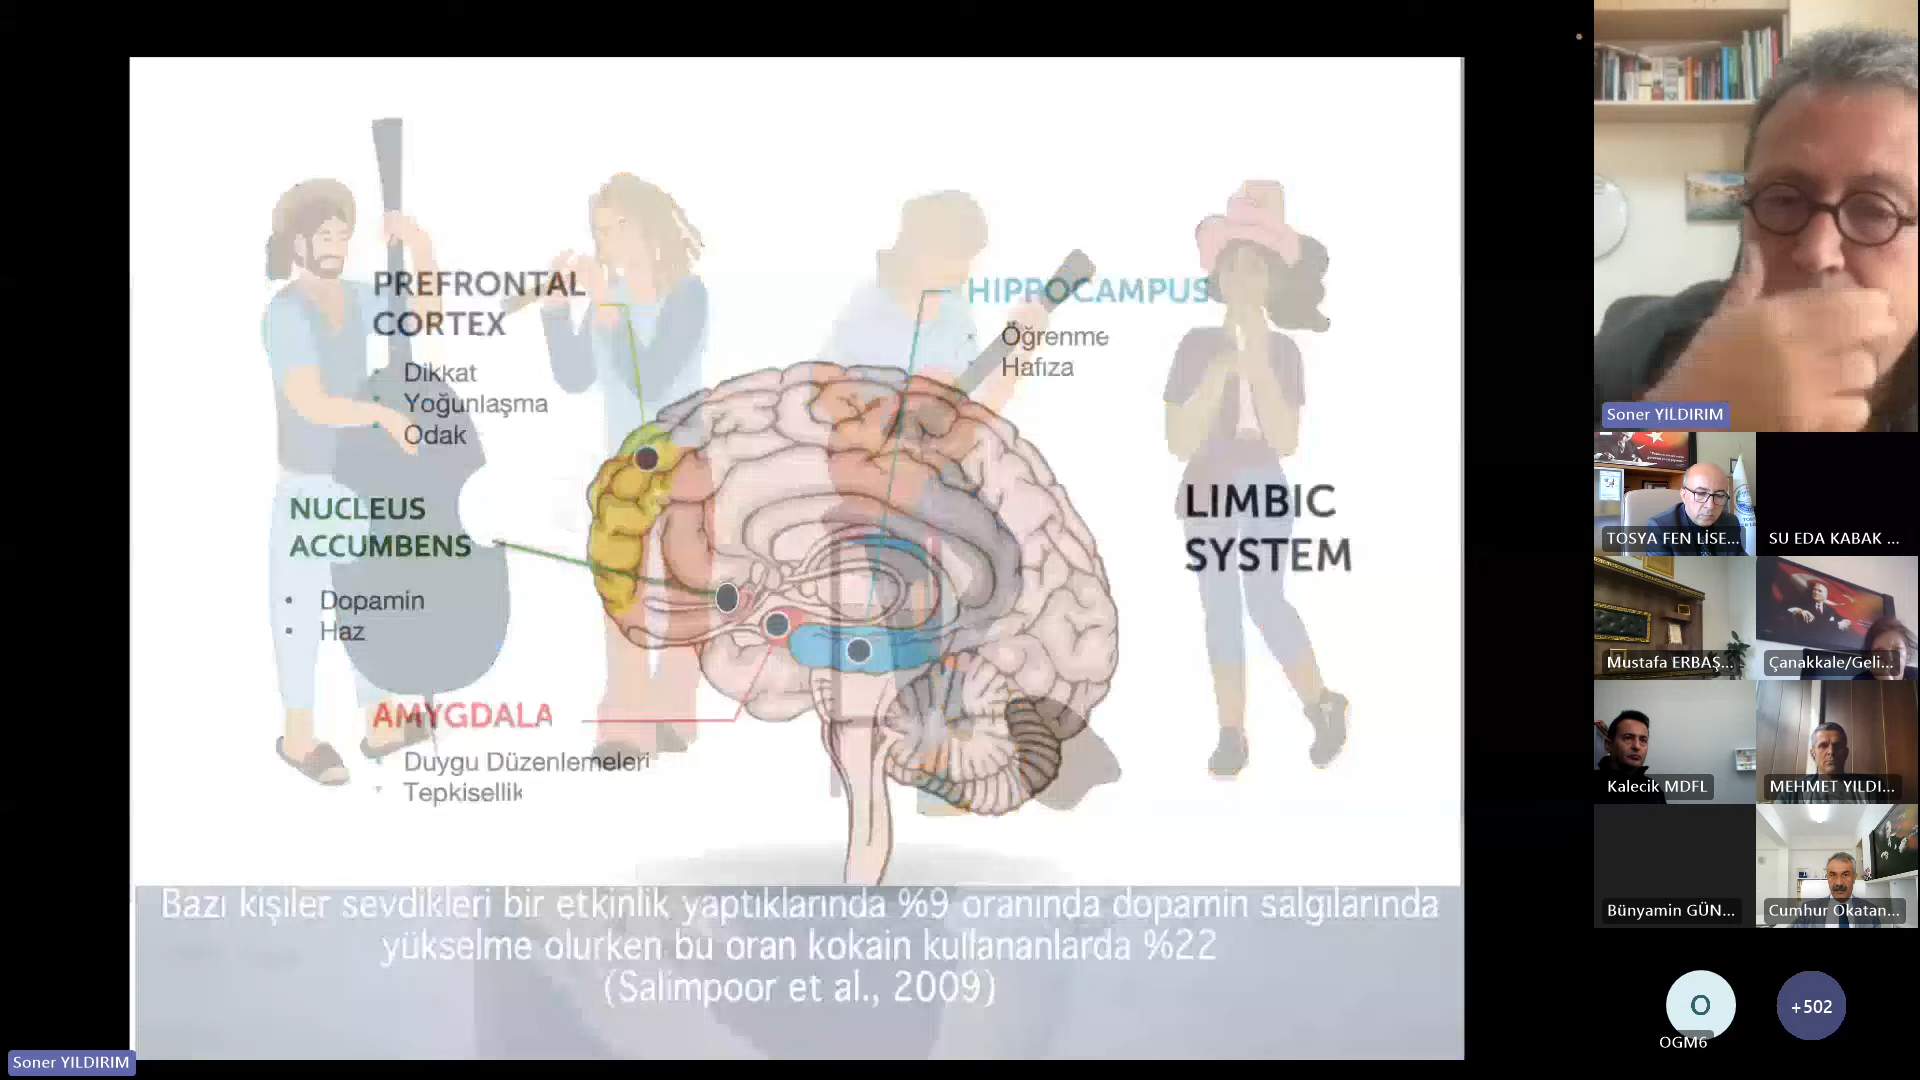 PREFRONTAL
CORTEX
Dikkat
Yoğunlaşma
Odak
NUCLEUS
ACCUMBENS
• Dopamin
• Haz
AMYGDALA
Duygu Düzenlemeleri
Tepkisellik
HIPPOCAMPUS
Öğrenme
Hafıza
LIMBIC
SYSTEM
Bazı kişiler sevdikleri bir etkinlik yaptıklarında %9 oranında dopamin salgılarında
yükselme olurken bu oran kokain kullananlarda %22
(Salimpoor et al., 2009)
Soner YILDIRIM
Soner YILDIRIM
TOSYA FEN LİSE...
SU EDA KABAK ...
Mustafa ERBAŞ...
Çanakkale/Geli...
Kalecik MDFL
MEHMET YILDI...
Bünyamin GÜN...
Cumhur Okatan...
O
OGM6
+502